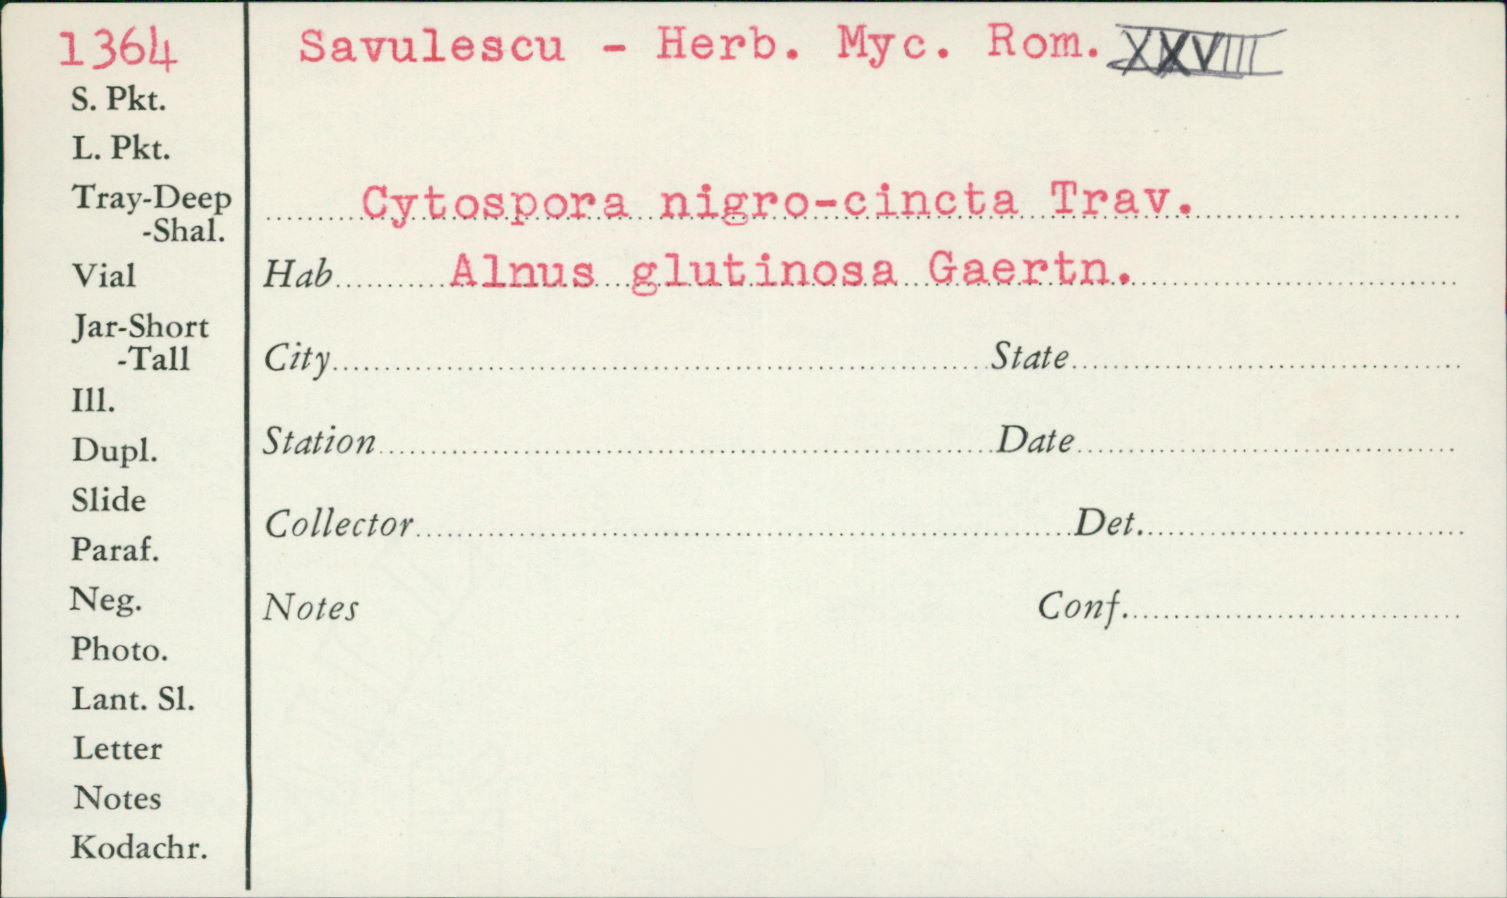 1364
Savulescu - Herb. Myc. Rom. XXVIII
S. Pkt.
L. Pkt.
Tray-Deep
-Shal.
Vial
Jar-Short
-Tall
Ill.
Dupl.
Slide
Paraf.
Neg.
Photo.
Lant. Sl.
Letter
Notes
Kodachr.
Cytospora nigro-cincta Trav.
Hab Alnus glutinosa Gaertn.
City State
Station Date
Collector Det.
Notes Conf.